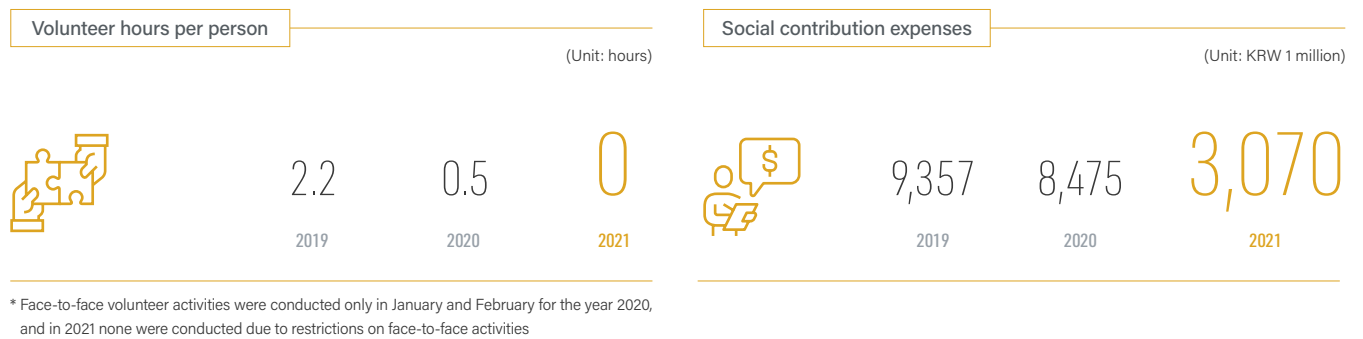 Volunteer hours per person
(Unit: hours)
2.2
0.5
0
2019
2020
2021
* Face-to-face volunteer activities were conducted only in January and February for the year 2020,
and in 2021 none were conducted due to restrictions on face-to-face activities
Social contribution expenses
(Unit: KRW 1 million)
$
9,357
8,475
3,070
2019
2020
2021